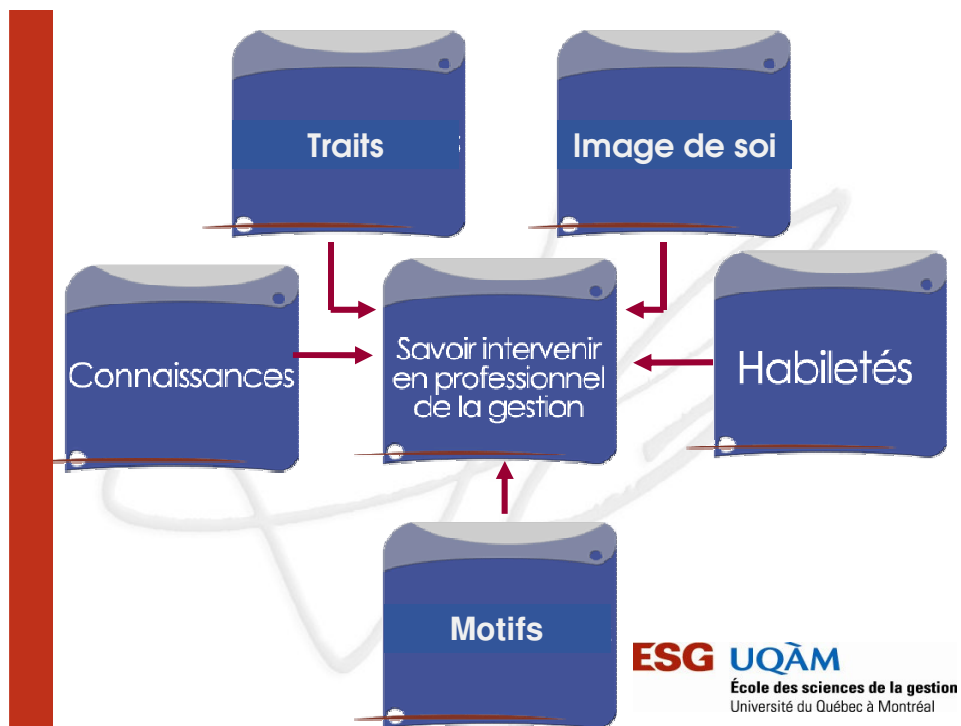 Traits
Image de soi
Connaissances
Savoir intervenir
en professionnel
de la gestion
Habiletés
Motifs
ESG UQÀM
École des sciences de la gestion
Université du Québec à Montréal